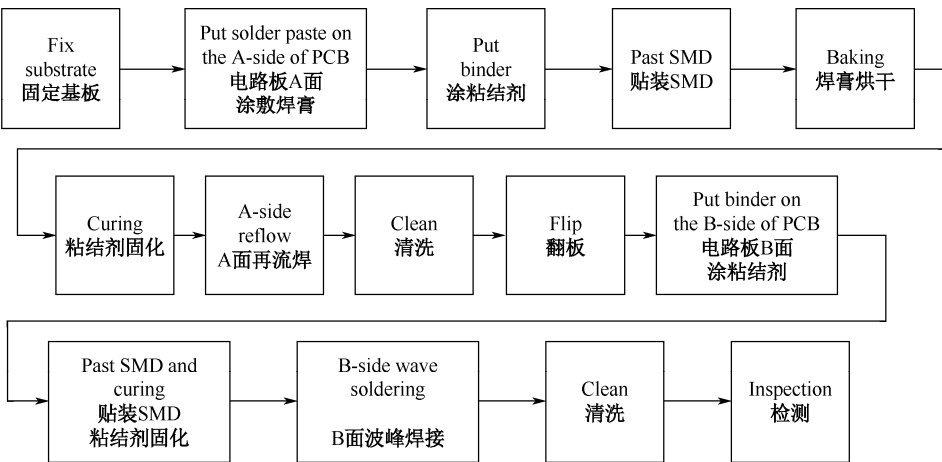 Fix
substrate
固定基板
Put solder paste on
the A-side of PCB
电路板A面
涂敷焊膏
Put
binder
涂粘结剂
Past SMD
贴装SMD
Baking
焊膏烘干
Curing
粘结剂固化
A-side
reflow
A面再流焊
Clean
清洗
Flip
翻板
Put binder on
the B-side of PCB
电路板B面
涂粘结剂
Past SMD and
curing
贴装SMD
粘结剂固化
B-side wave
soldering
B面波峰焊接
Clean
清洗
Inspection
检测